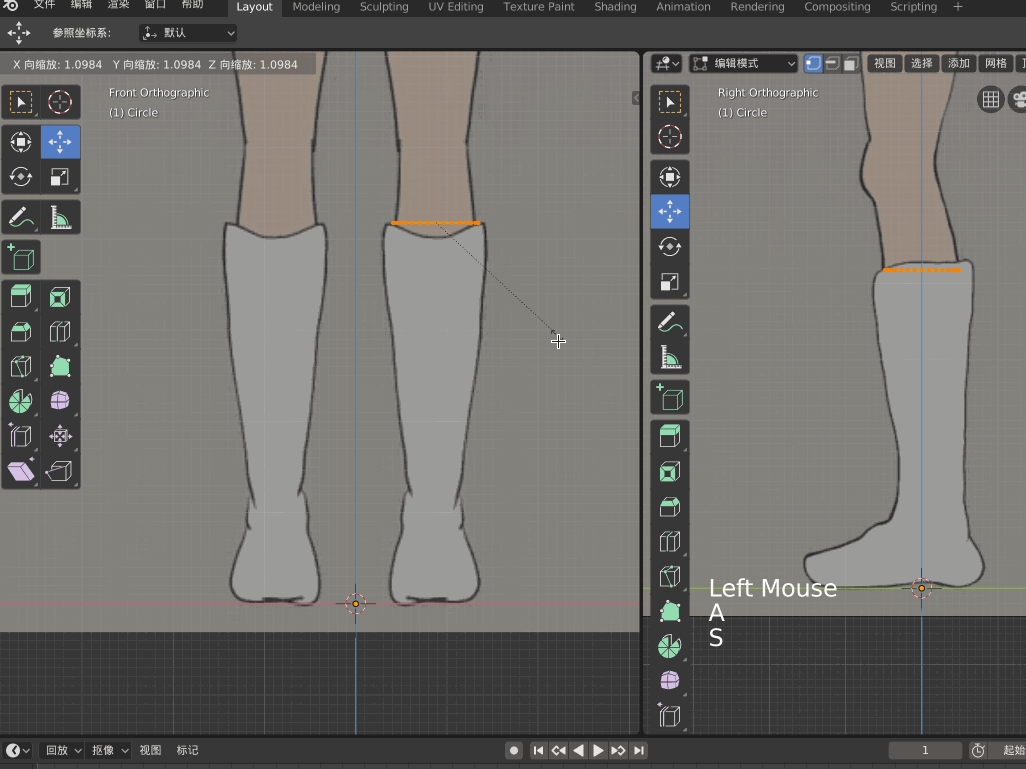 文件 编辑 渲染 窗口 帮助 Layout Modeling Sculpting UV Editing Texture Paint Shading Animation Rendering Compositing Scripting +
参照坐标系: 默认
X 向缩放: 1.0984 Y 向缩放: 1.0984 Z 向缩放: 1.0984
编辑模式 视图 选择 添加 网格
Front Orthographic
(1) Circle
Right Orthographic
(1) Circle
Left Mouse
A
S
回放 抠像 视图 标记 1 起始